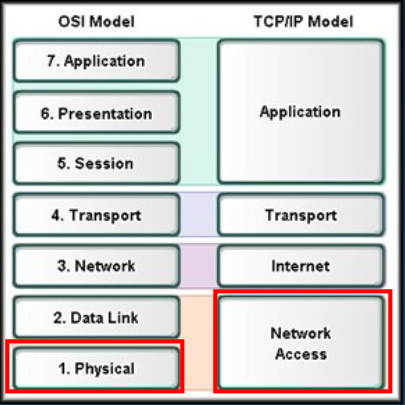 OSI Model
TCP/IP Model
7. Application
6. Presentation
5. Session
Application
4. Transport
Transport
3. Network
Internet
2. Data Link
1. Physical
Network
Access